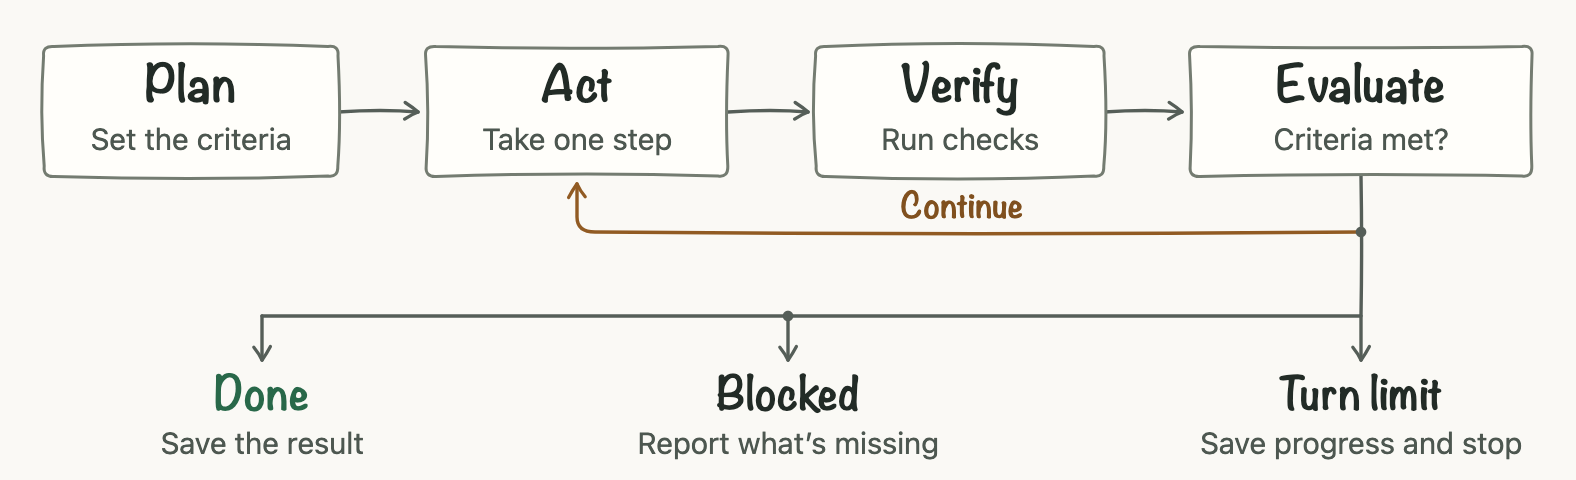 Plan
Set the criteria
Act
Take one step
Verify
Run checks
Evaluate
Criteria met?
Continue
Done
Save the result
Blocked
Report what’s missing
Turn limit
Save progress and stop